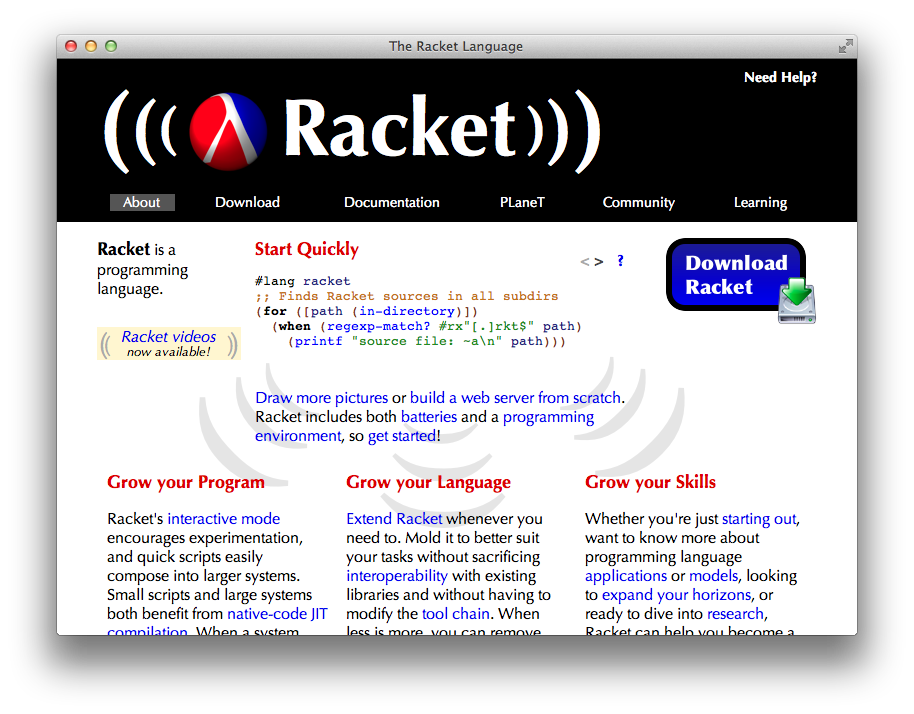 The Racket Language
Need Help?
(((λ Racket)))
About Download Documentation PLaneT Community Learning
Racket is a
programming
language.
Racket videos
now available!
Start Quickly
< > ?
#lang racket
;; Finds Racket sources in all subdirs
(for ([path (in-directory)])
  (when (regexp-match? #rx"[.]rkt$" path)
    (printf "source file: ~a\n" path)))
Download
Racket
Draw more pictures or build a web server from scratch.
Racket includes both batteries and a programming
environment, so get started!
Grow your Program
Racket's interactive mode
encourages experimentation,
and quick scripts easily
compose into larger systems.
Small scripts and large systems
both benefit from native-code JIT
compilation. When a system
Grow your Language
Extend Racket whenever you
need to. Mold it to better suit
your tasks without sacrificing
interoperability with existing
libraries and without having to
modify the tool chain. When
less is more, you can remove
Grow your Skills
Whether you're just starting out,
want to know more about
programming language
applications or models, looking
to expand your horizons, or
ready to dive into research,
Racket can help you become a